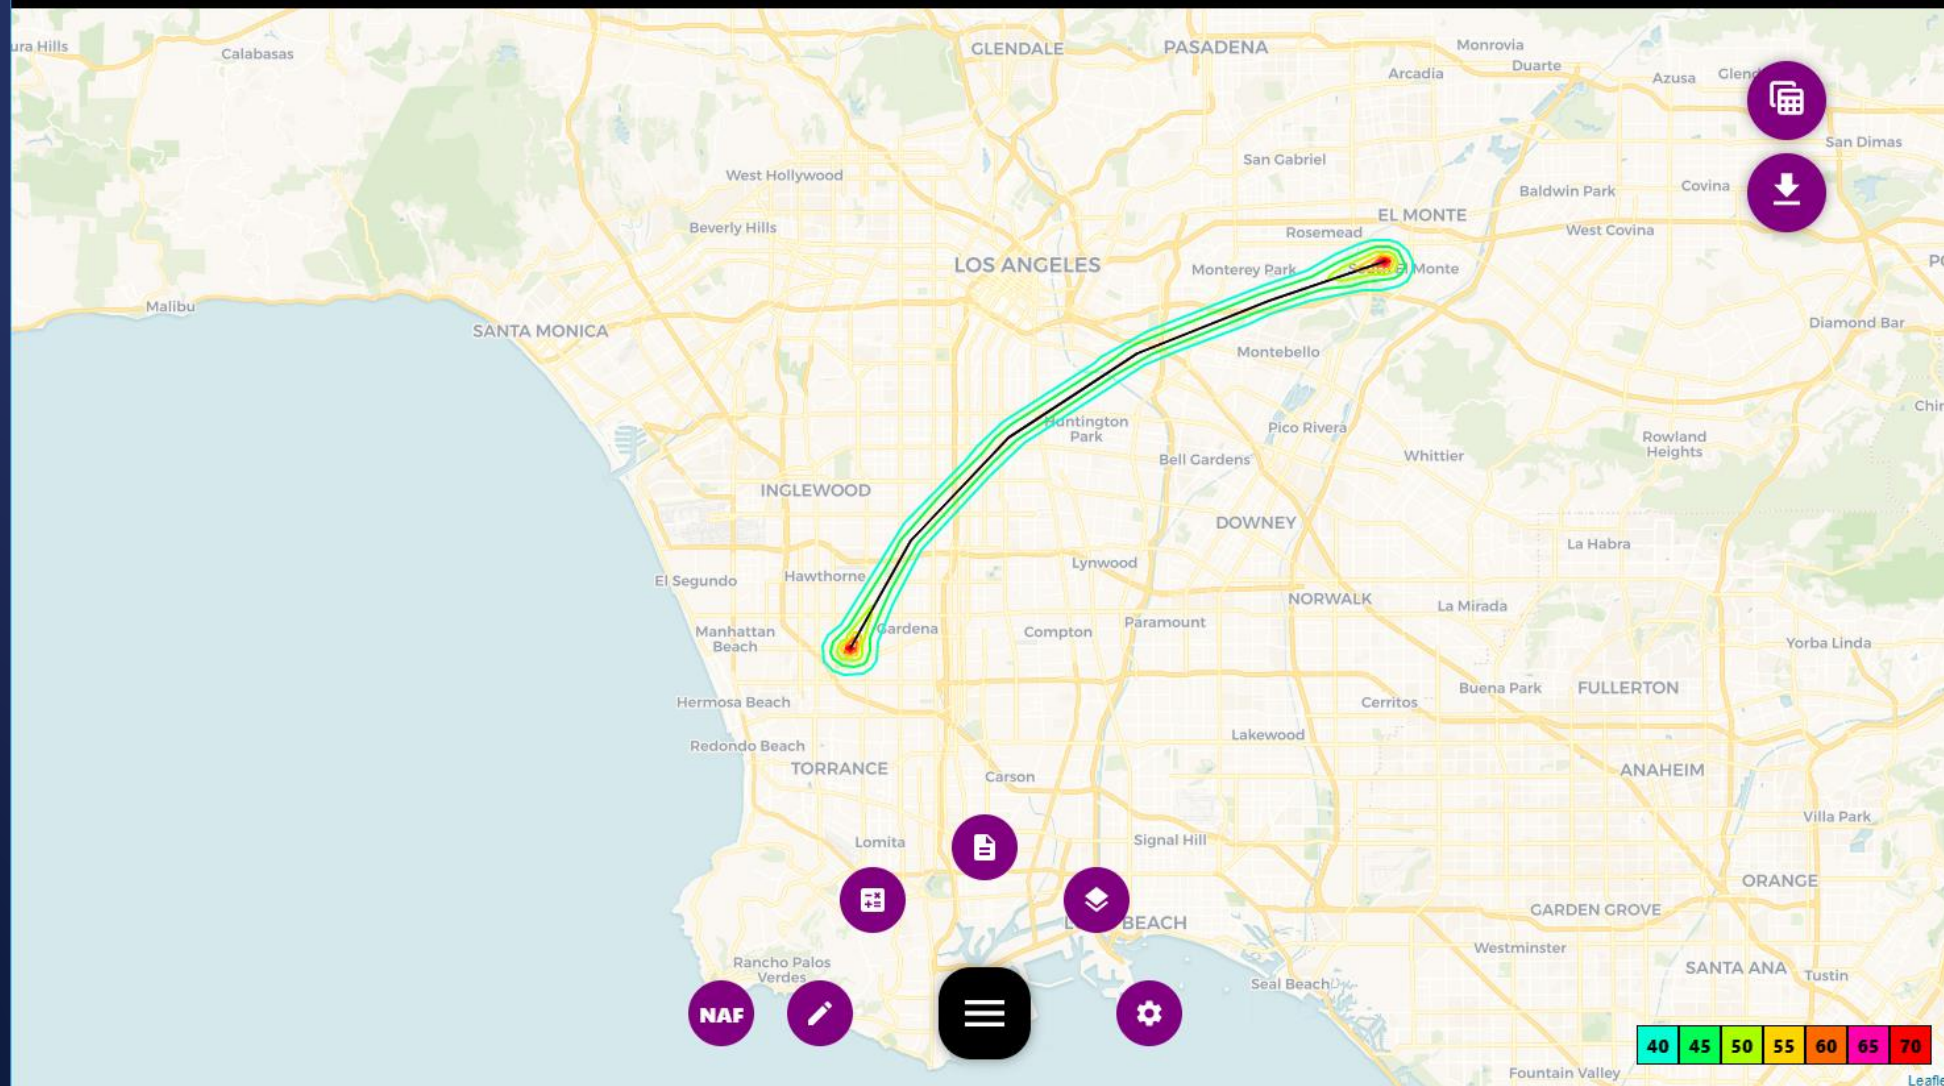 ura Hills
Calabasas
GLENDALE
PASADENA
Monrovia
Duarte
Arcadia
Azusa
Glend
San Dimas
San Gabriel
West Hollywood
Baldwin Park
Covina
EL MONTE
Beverly Hills
Rosemead
West Covina
LOS ANGELES
Monterey Park
South El Monte
Malibu
SANTA MONICA
Diamond Bar
Montebello
Huntington
Park
Pico Rivera
Rowland
Heights
Whittier
Bell Gardens
INGLEWOOD
DOWNEY
La Habra
Lynwood
Hawthorne
El Segundo
NORWALK
La Mirada
Paramount
Gardena
Compton
Manhattan
Beach
Yorba Linda
Buena Park
FULLERTON
Hermosa Beach
Cerritos
Lakewood
Redondo Beach
TORRANCE
Carson
ANAHEIM
Villa Park
Lomita
Signal Hill
ORANGE
GARDEN GROVE
BEACH
Westminster
Rancho Palos
Verdes
SANTA ANA
Tustin
Seal Beach
NAF
40 45 50 55 60 65 70
Fountain Valley
Leafle